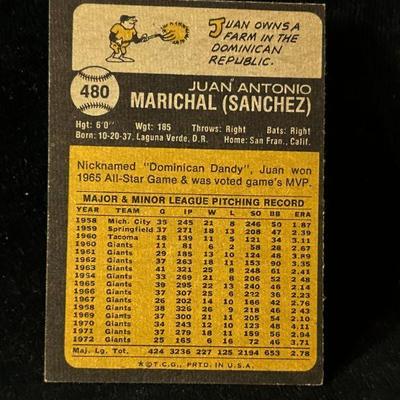 JUAN OWNS A
FARM IN THE
DOMINICAN
REPUBLIC.
480
JUAN ANTONIO
MARICHAL (SANCHEZ)
Hgt: 6'0" Wgt: 185 Throws: Right Bats: Right
Born: 10-20-37, Laguna Verde, D.R. Home: San Fran., Calif.
Nicknamed "Dominican Dandy", Juan won
1965 All-Star Game & was voted game's MVP.
MAJOR & MINOR LEAGUE PITCHING RECORD
YEAR TEAM G IP W L SO BB ERA
1958 Mich. City 35 245 21 8 246 50 1.87
1959 Springfield 37 271 18 13 208 47 2.39
1960 Tacoma 18 139 11 5 121 34 3.11
1960 Giants 11 81 6 2 58 28
1961 Giants 29 185 13 10 124 48 3.89
1962 Giants 37 263 18 11 153 90 3.35
1963 Giants 41 321 25 8 248 61 2.41
1964 Giants 33 269 21 8 206 52 2.48
1965 Giants 39 295 22 13 240 46 2.14
1966 Giants 37 307 25 6 222 36 2.23
1967 Giants 26 202 14 10 166 42 2.76
1968 Giants 38 326 26 9 218 46 2.43
1969 Giants 37 300 21 11 205 54 2.10
1970 Giants 34 243 12 10 123 48 4.11
1971 Giants 37 279 18 11 159 56 2.94
1972 Giants 25 165 6 16 72 46 3.71
Maj. Lg. Tot. 424 3236 227 125 2194 653 2.78
★ ©T.C.G., PRTD. IN U.S.A.